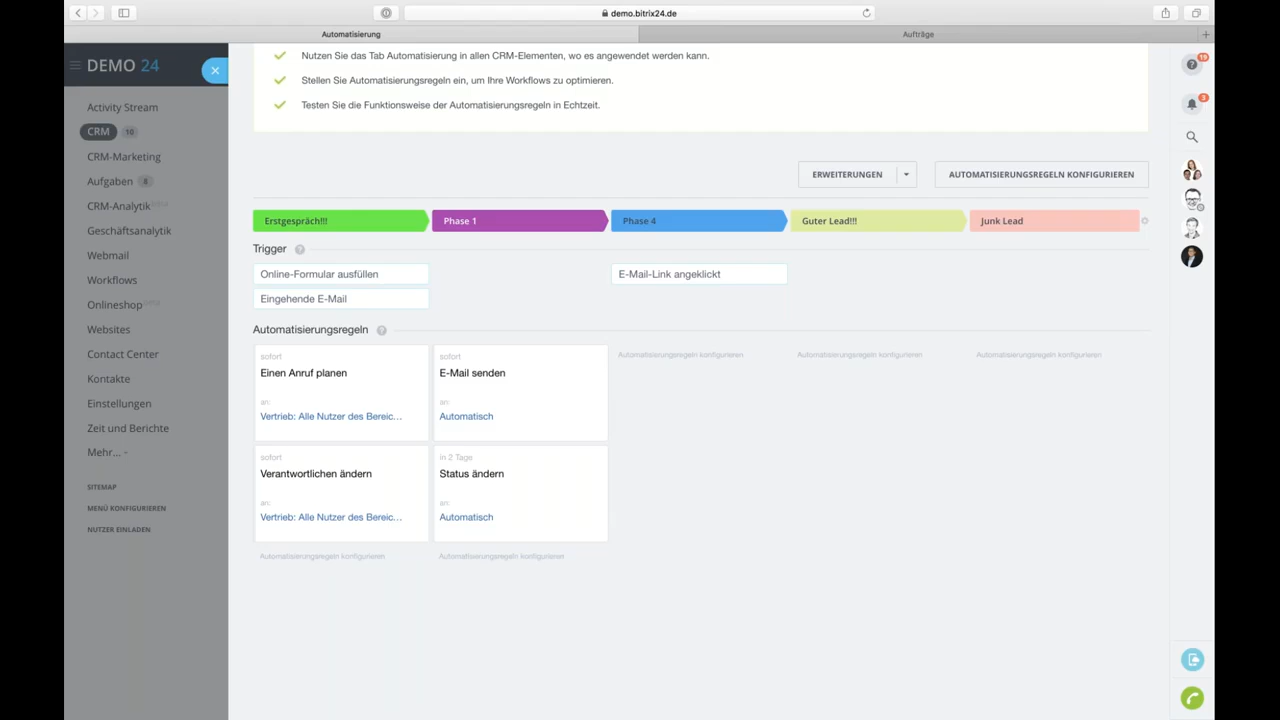 demo.bitrix24.de
Automatisierung
Aufträge
DEMO 24
Activity Stream
CRM 10
CRM-Marketing
Aufgaben 8
CRM-Analytik
Geschäftsanalytik
Webmail
Workflows
Onlineshop
Websites
Contact Center
Kontakte
Einstellungen
Zeit und Berichte
Mehr...
SITEMAP
MENÜ KONFIGURIEREN
NUTZER EINLADEN
Nutzen Sie das Tab Automatisierung in allen CRM-Elementen, wo es angewendet werden kann.
Stellen Sie Automatisierungsregeln ein, um Ihre Workflows zu optimieren.
Testen Sie die Funktionsweise der Automatisierungsregeln in Echtzeit.
ERWEITERUNGEN
AUTOMATISIERUNGSREGELN KONFIGURIEREN
Erstgespräch!!!
Phase 1
Phase 4
Guter Lead!!!
Junk Lead
Trigger ?
Online-Formular ausfüllen
E-Mail-Link angeklickt
Eingehende E-Mail
Automatisierungsregeln ?
sofort
Einen Anruf planen
an:
Vertrieb: Alle Nutzer des Bereic...
sofort
E-Mail senden
an:
Automatisch
Automatisierungsregeln konfigurieren
Automatisierungsregeln konfigurieren
Automatisierungsregeln konfigurieren
sofort
Verantwortlichen ändern
an:
Vertrieb: Alle Nutzer des Bereic...
in 2 Tage
Status ändern
an:
Automatisch
Automatisierungsregeln konfigurieren
Automatisierungsregeln konfigurieren
? 19
3